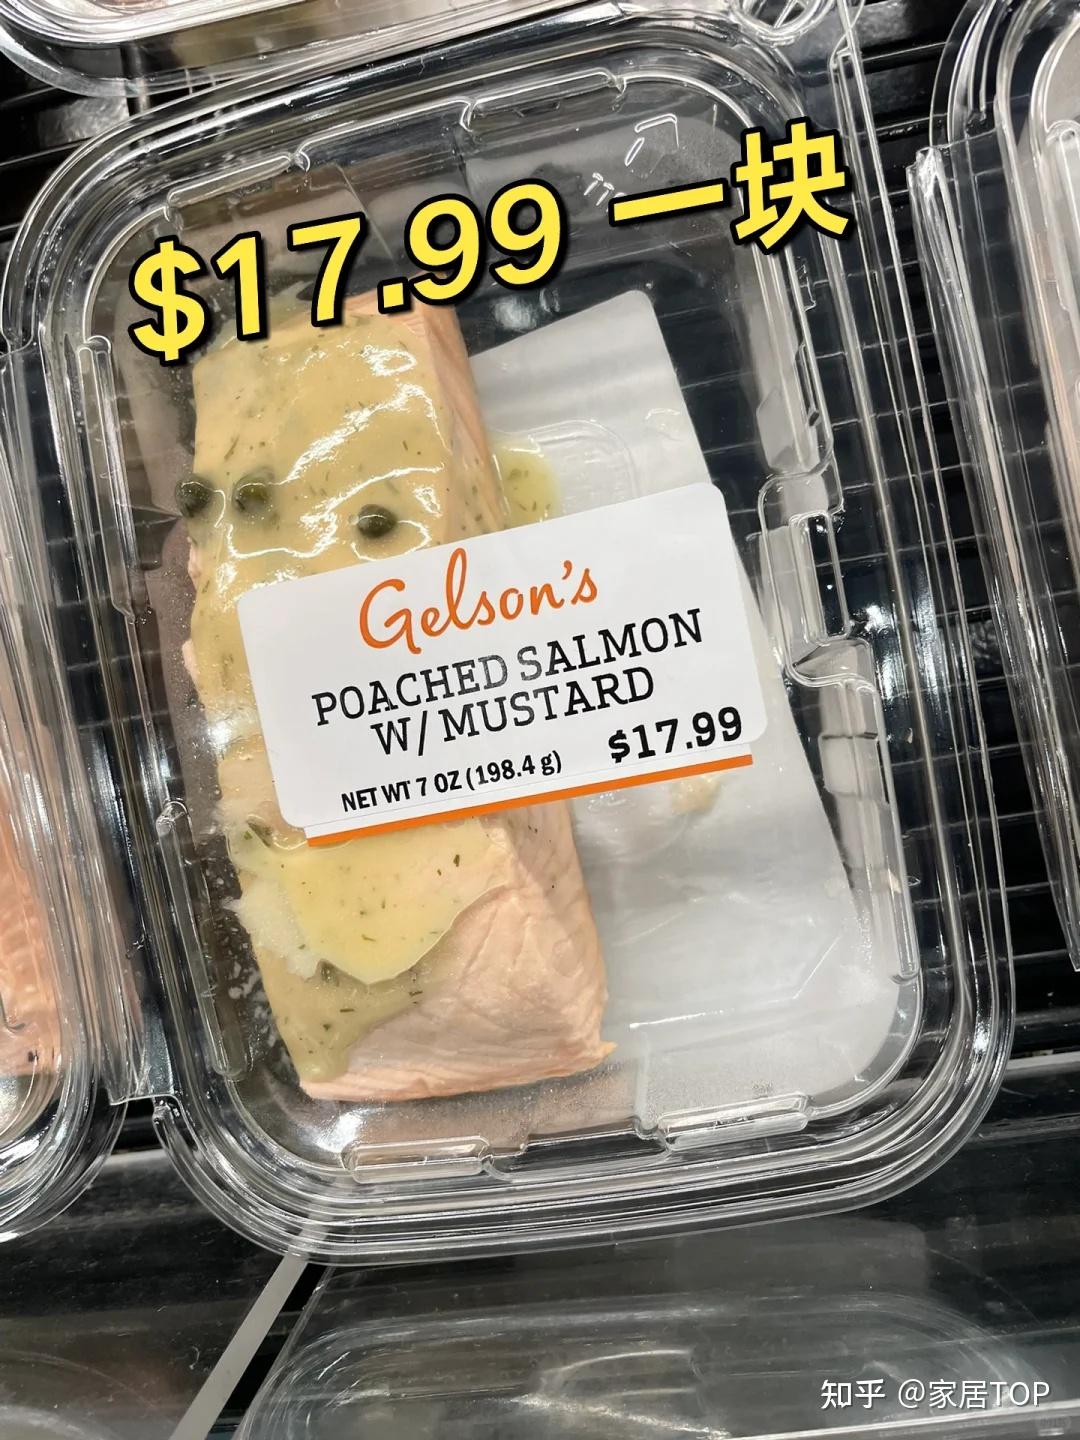 $17.99 一块
Gelson's
POACHED SALMON
W/ MUSTARD
NET WT 7 OZ (198.4 g) $17.99
知乎 @家居TOP